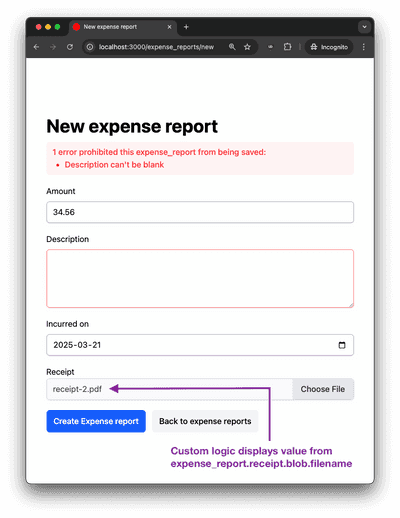 New expense report
localhost:3000/expense_reports/new
Incognito
New expense report
1 error prohibited this expense_report from being saved:
• Description can't be blank
Amount
34.56
Description
Incurred on
2025-03-21
Receipt
receipt-2.pdf
Choose File
Create Expense report
Back to expense reports
Custom logic displays value from
expense_report.receipt.blob.filename